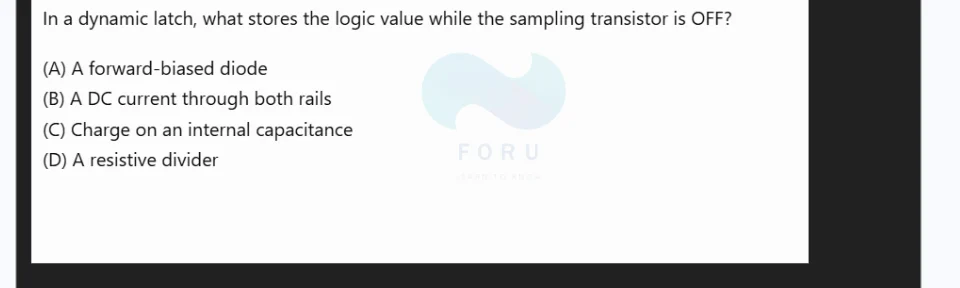 In a dynamic latch, what stores the logic value while the sampling transistor is OFF?
(A) A forward-biased diode
(B) A DC current through both rails
(C) Charge on an internal capacitance
(D) A resistive divider
FORU